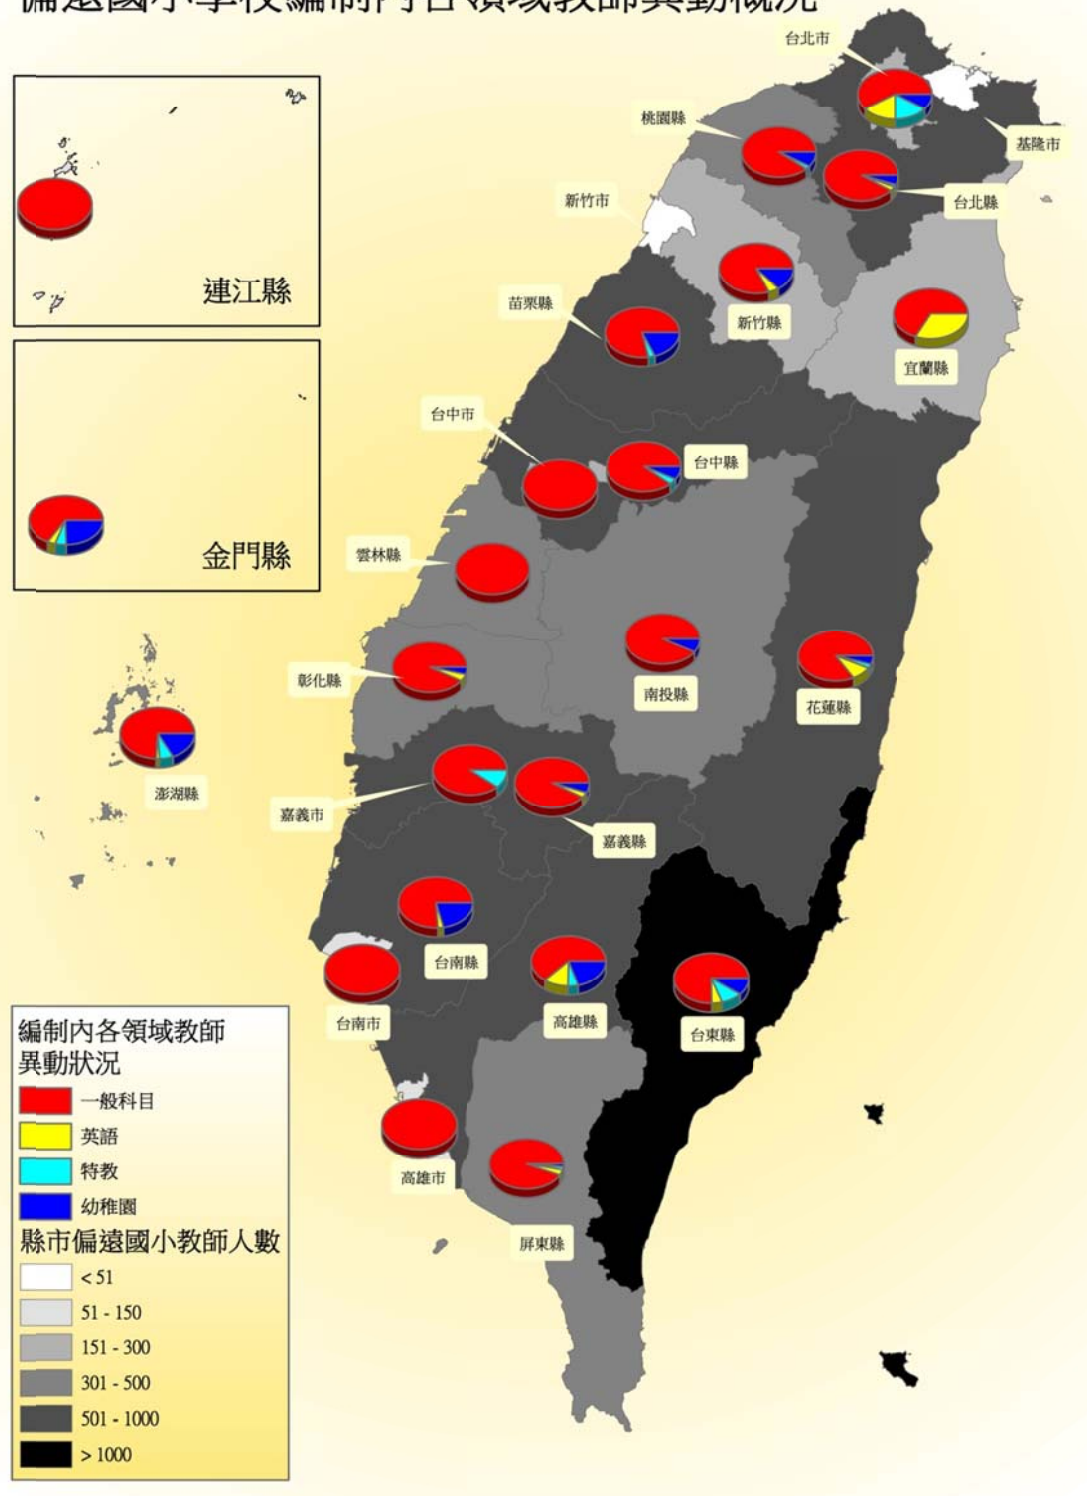 偏遠國小學校編制內各領域教師異動概況
台北市
桃園縣
基隆市
新竹市
台北縣
連江縣
苗栗縣
新竹縣
宜蘭縣
台中市
台中縣
金門縣
雲林縣
彰化縣
南投縣
花蓮縣
澎湖縣
嘉義市
嘉義縣
台南縣
台南市
高雄縣
台東縣
高雄市
屏東縣
編制內各領域教師
異動狀況
一般科目
英語
特教
幼稚園
縣市偏遠國小教師人數
< 51
51 - 150
151 - 300
301 - 500
501 - 1000
> 1000